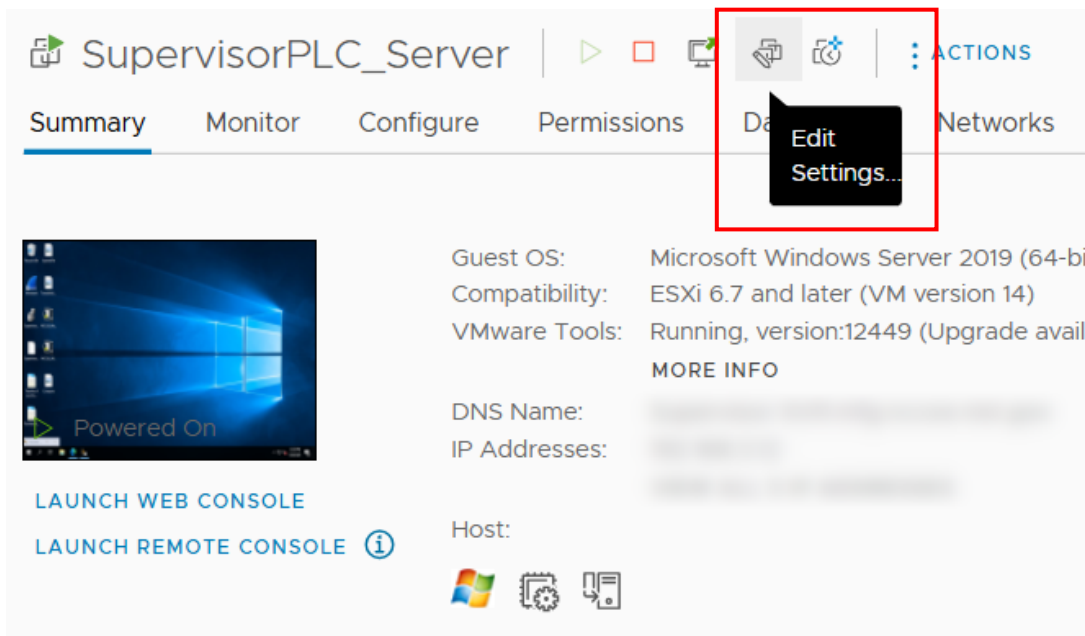 SupervisorPLC_Server
ACTIONS
Summary Monitor Configure Permissions Da Networks
Edit
Settings...
Guest OS: Microsoft Windows Server 2019 (64-bi
Compatibility: ESXi 6.7 and later (VM version 14)
VMware Tools: Running, version:12449 (Upgrade avail
MORE INFO
DNS Name:
IP Addresses:
Powered On
LAUNCH WEB CONSOLE
LAUNCH REMOTE CONSOLE
Host: